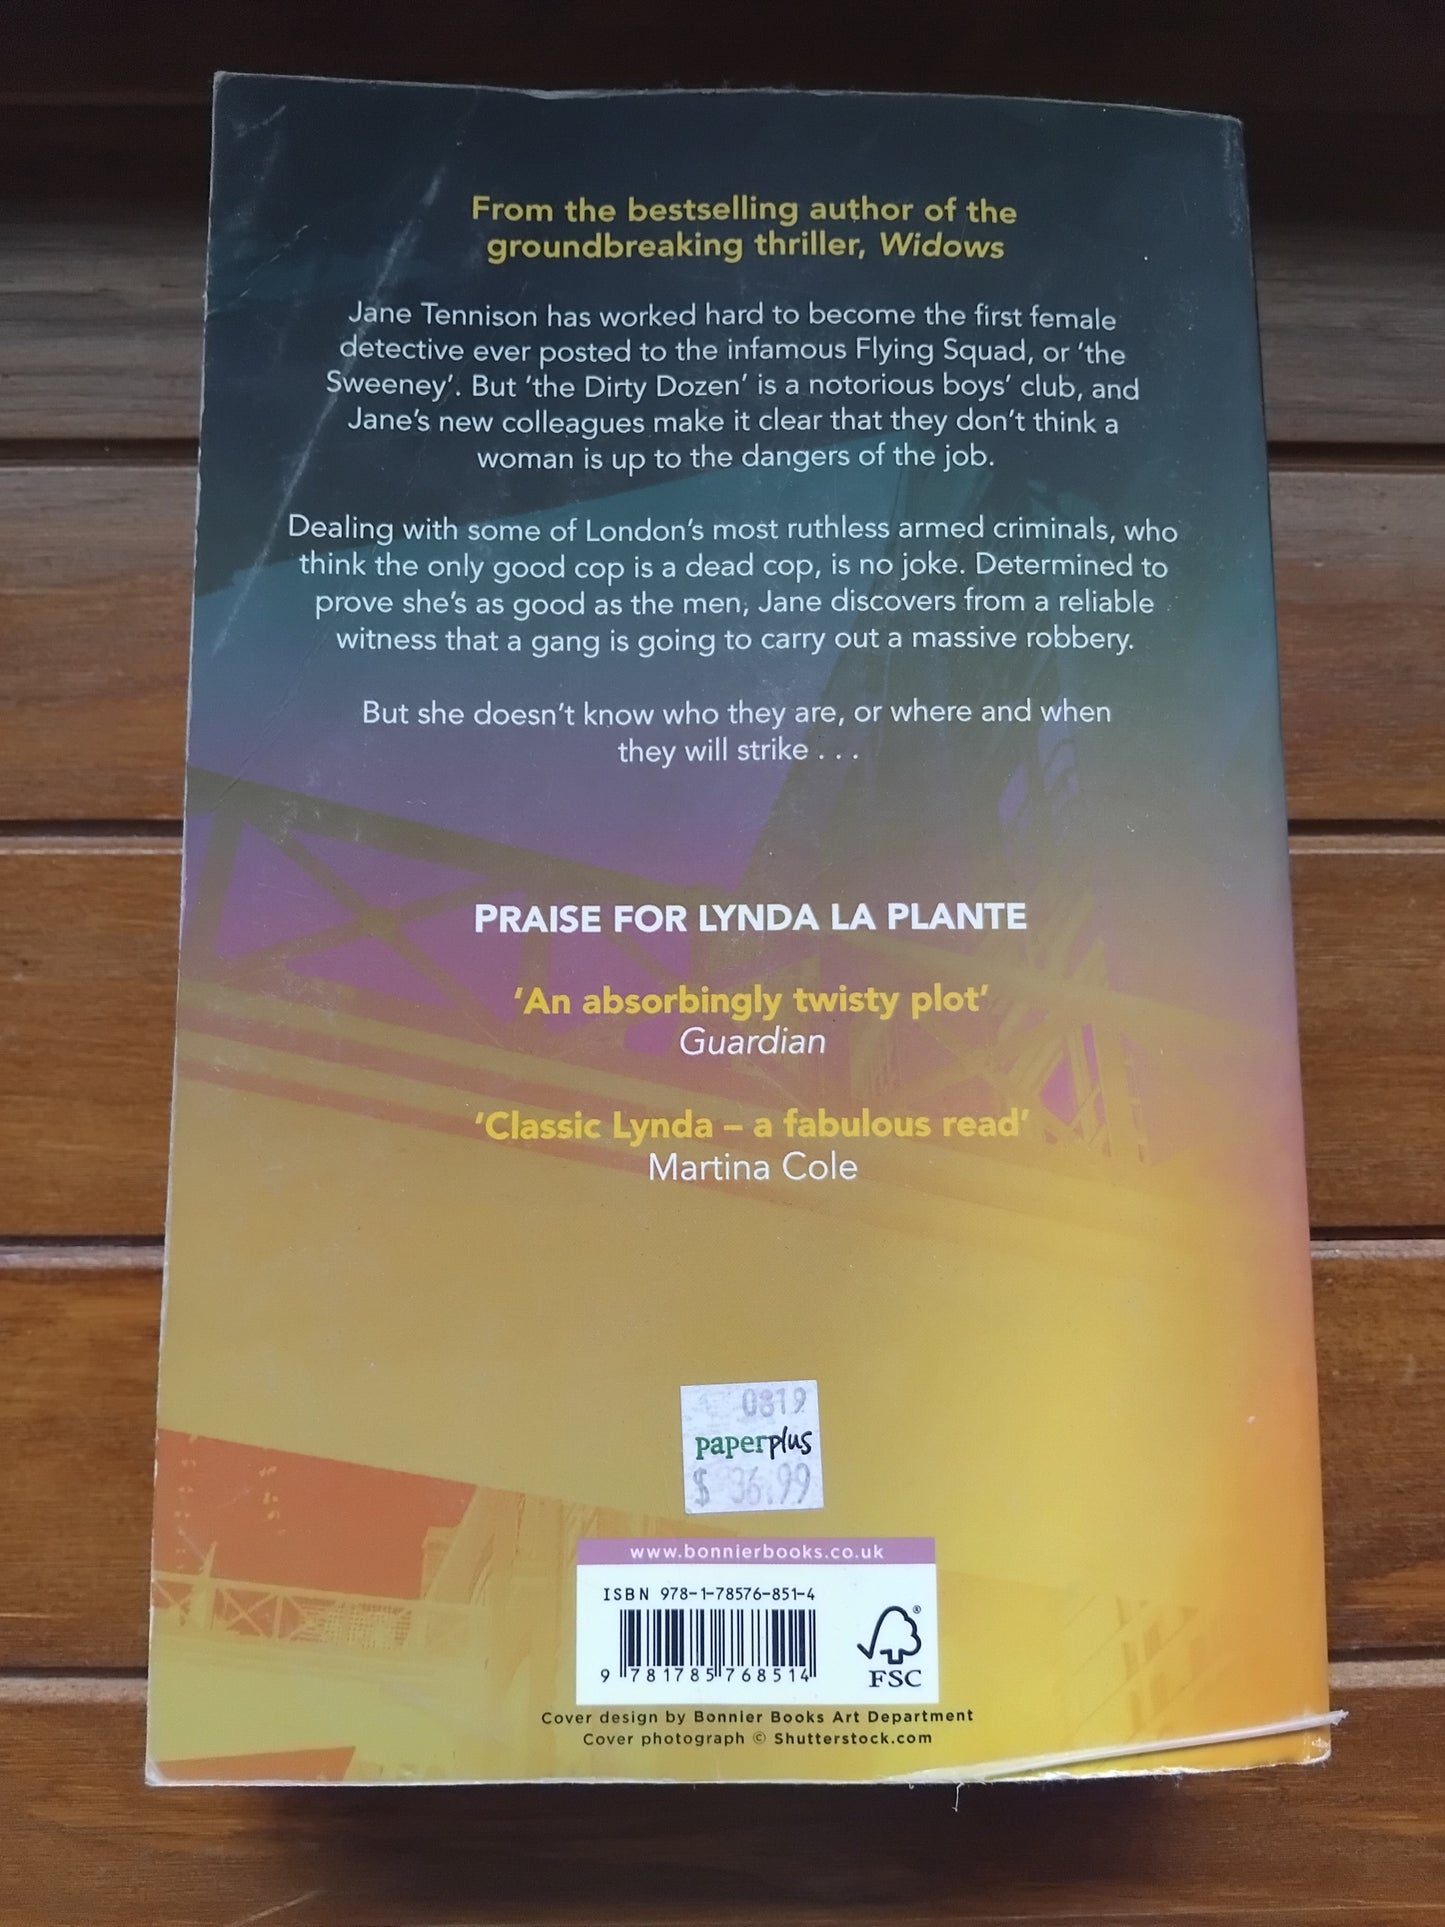 From the bestselling author of the
groundbreaking thriller, Widows
Jane Tennison has worked hard to become the first female
detective ever posted to the infamous Flying Squad, or ‘the
Sweeney’. But ‘the Dirty Dozen’ is a notorious boys’ club, and
Jane’s new colleagues make it clear that they don’t think a
woman is up to the dangers of the job.
Dealing with some of London’s most ruthless armed criminals, who
think the only good cop is a dead cop, is no joke. Determined to
prove she’s as good as the men, Jane discovers from a reliable
witness that a gang is going to carry out a massive robbery.
But she doesn’t know who they are, or where and when
they will strike . . .
PRAISE FOR LYNDA LA PLANTE
‘An absorbingly twisty plot’
Guardian
‘Classic Lynda – a fabulous read’
Martina Cole
0819
paperplus
$ 36.99
www.bonnierbooks.co.uk
ISBN 978-1-78576-851-4
9 781785 768514
FSC
®
Cover design by Bonnier Books Art Department
Cover photograph © Shutterstock.com